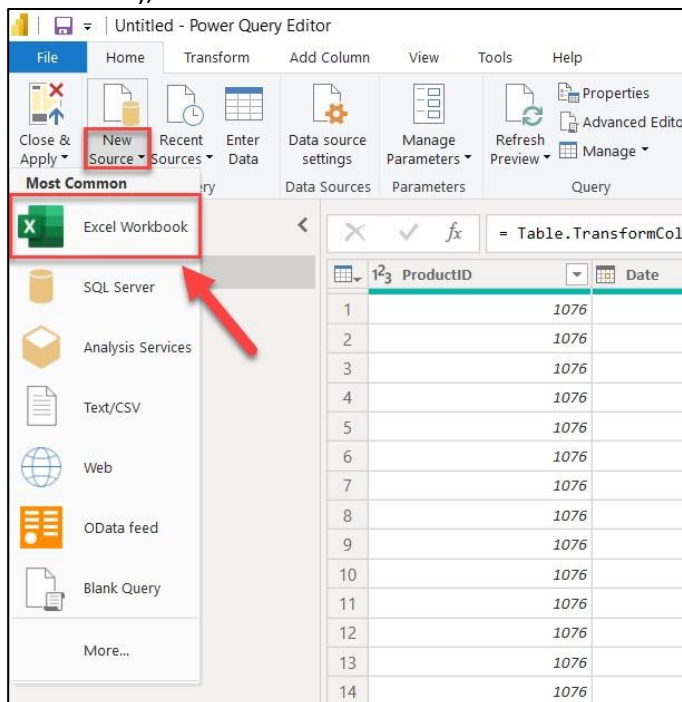 Untitled - Power Query Editor
File Home Transform Add Column View Tools Help
Close & Apply
New Source
Recent Sources
Enter Data
Data source settings
Manage Parameters
Refresh Preview
Properties
Advanced Edito
Manage
Data Sources Parameters Query
Most Common
ry
Excel Workbook
SQL Server
Analysis Services
Text/CSV
Web
OData feed
Blank Query
More...
fx = Table.TransformCol
1²3 ProductID Date
1 1076
2 1076
3 1076
4 1076
5 1076
6 1076
7 1076
8 1076
9 1076
10 1076
11 1076
12 1076
13 1076
14 1076